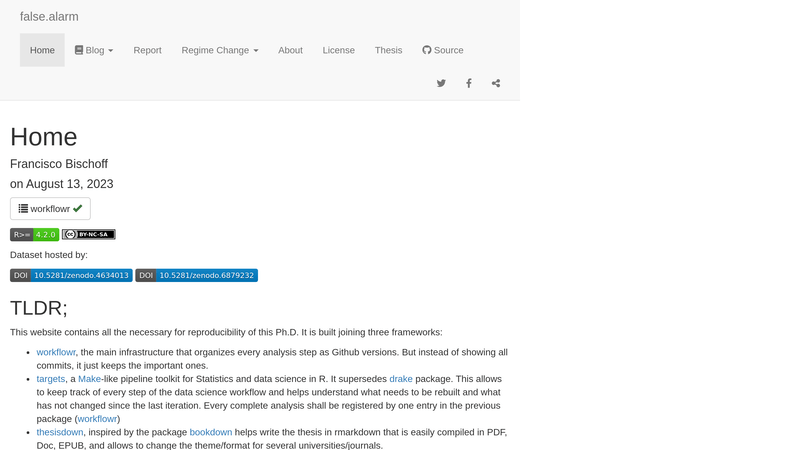 false.alarm
Home Blog Report Regime Change About License Thesis Source
Home
Francisco Bischoff
on August 13, 2023
workflowr
R>= 4.2.0 cc BY-NC-SA
Dataset hosted by:
DOI 10.5281/zenodo.4634013 DOI 10.5281/zenodo.6879232
TLDR;
This website contains all the necessary for reproducibility of this Ph.D. It is built joining three frameworks:
• workflowr, the main infrastructure that organizes every analysis step as Github versions. But instead of showing all
commits, it just keeps the important ones.
• targets, a Make-like pipeline toolkit for Statistics and data science in R. It supersedes drake package. This allows
to keep track of every step of the data science workflow and helps understand what needs to be rebuilt and what
has not changed since the last iteration. Every complete analysis shall be registered by one entry in the previous
package (workflowr)
• thesisdown, inspired by the package bookdown helps write the thesis in rmarkdown that is easily compiled in PDF,
Doc, EPUB, and allows to change the theme/format for several universities/journals.